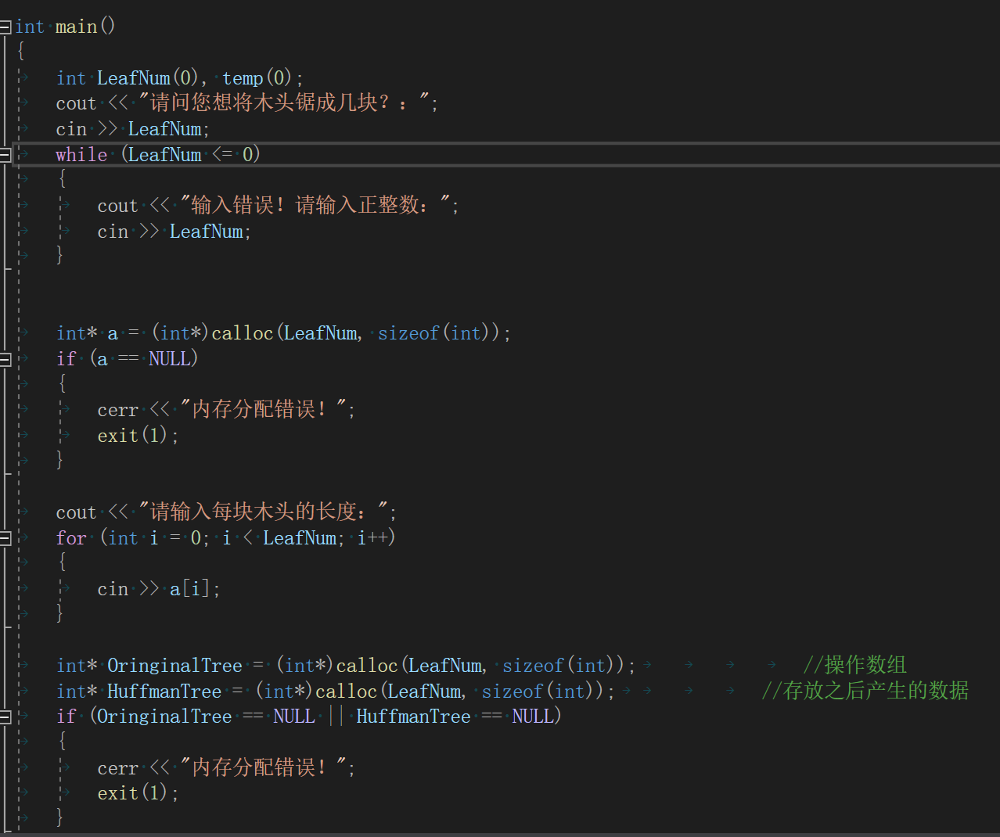 int main()
{
int LeafNum(0), temp(0);
cout << "请问您想将木头锯成几块？：";
cin >> LeafNum;
while (LeafNum <= 0)
{
cout << "输入错误！请输入正整数：";
cin >> LeafNum;
}
int* a = (int*)calloc(LeafNum, sizeof(int));
if (a == NULL)
{
cerr << "内存分配错误！";
exit(1);
}
cout << "请输入每块木头的长度：";
for (int i = 0; i < LeafNum; i++)
{
cin >> a[i];
}
int* OringinalTree = (int*)calloc(LeafNum, sizeof(int)); //操作数组
int* HuffmanTree = (int*)calloc(LeafNum, sizeof(int)); //存放之后产生的数据
if (OringinalTree == NULL || HuffmanTree == NULL)
{
cerr << "内存分配错误！";
exit(1);
}